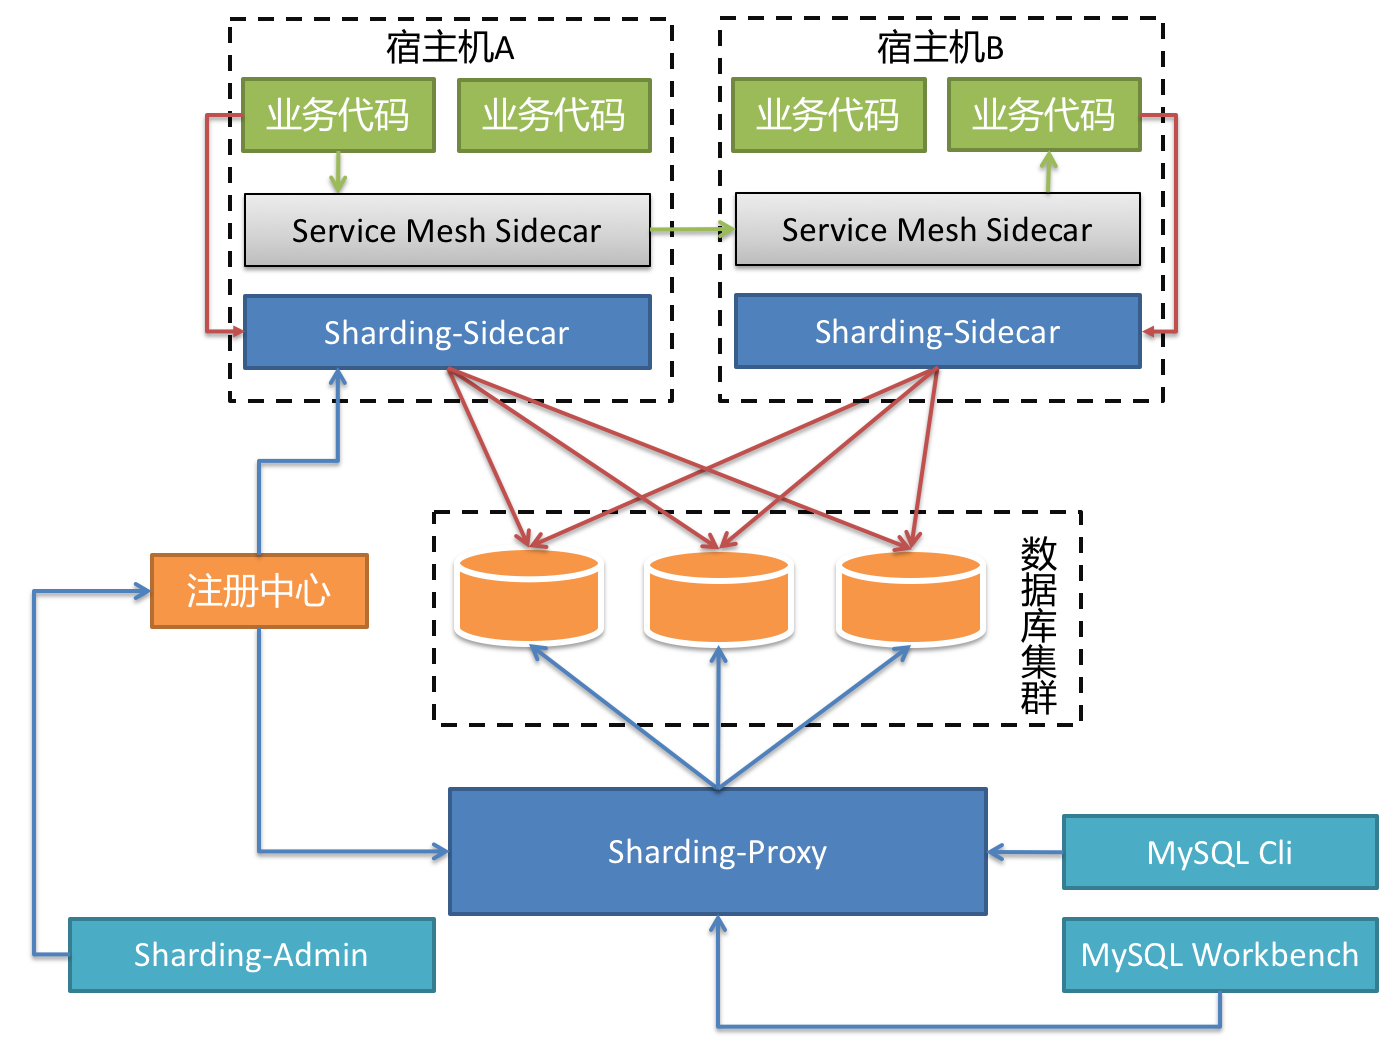 宿主机A
宿主机B
业务代码
业务代码
业务代码
业务代码
Service Mesh Sidecar
Service Mesh Sidecar
Sharding-Sidecar
Sharding-Sidecar
注册中心
数据库集群
Sharding-Proxy
MySQL Cli
Sharding-Admin
MySQL Workbench